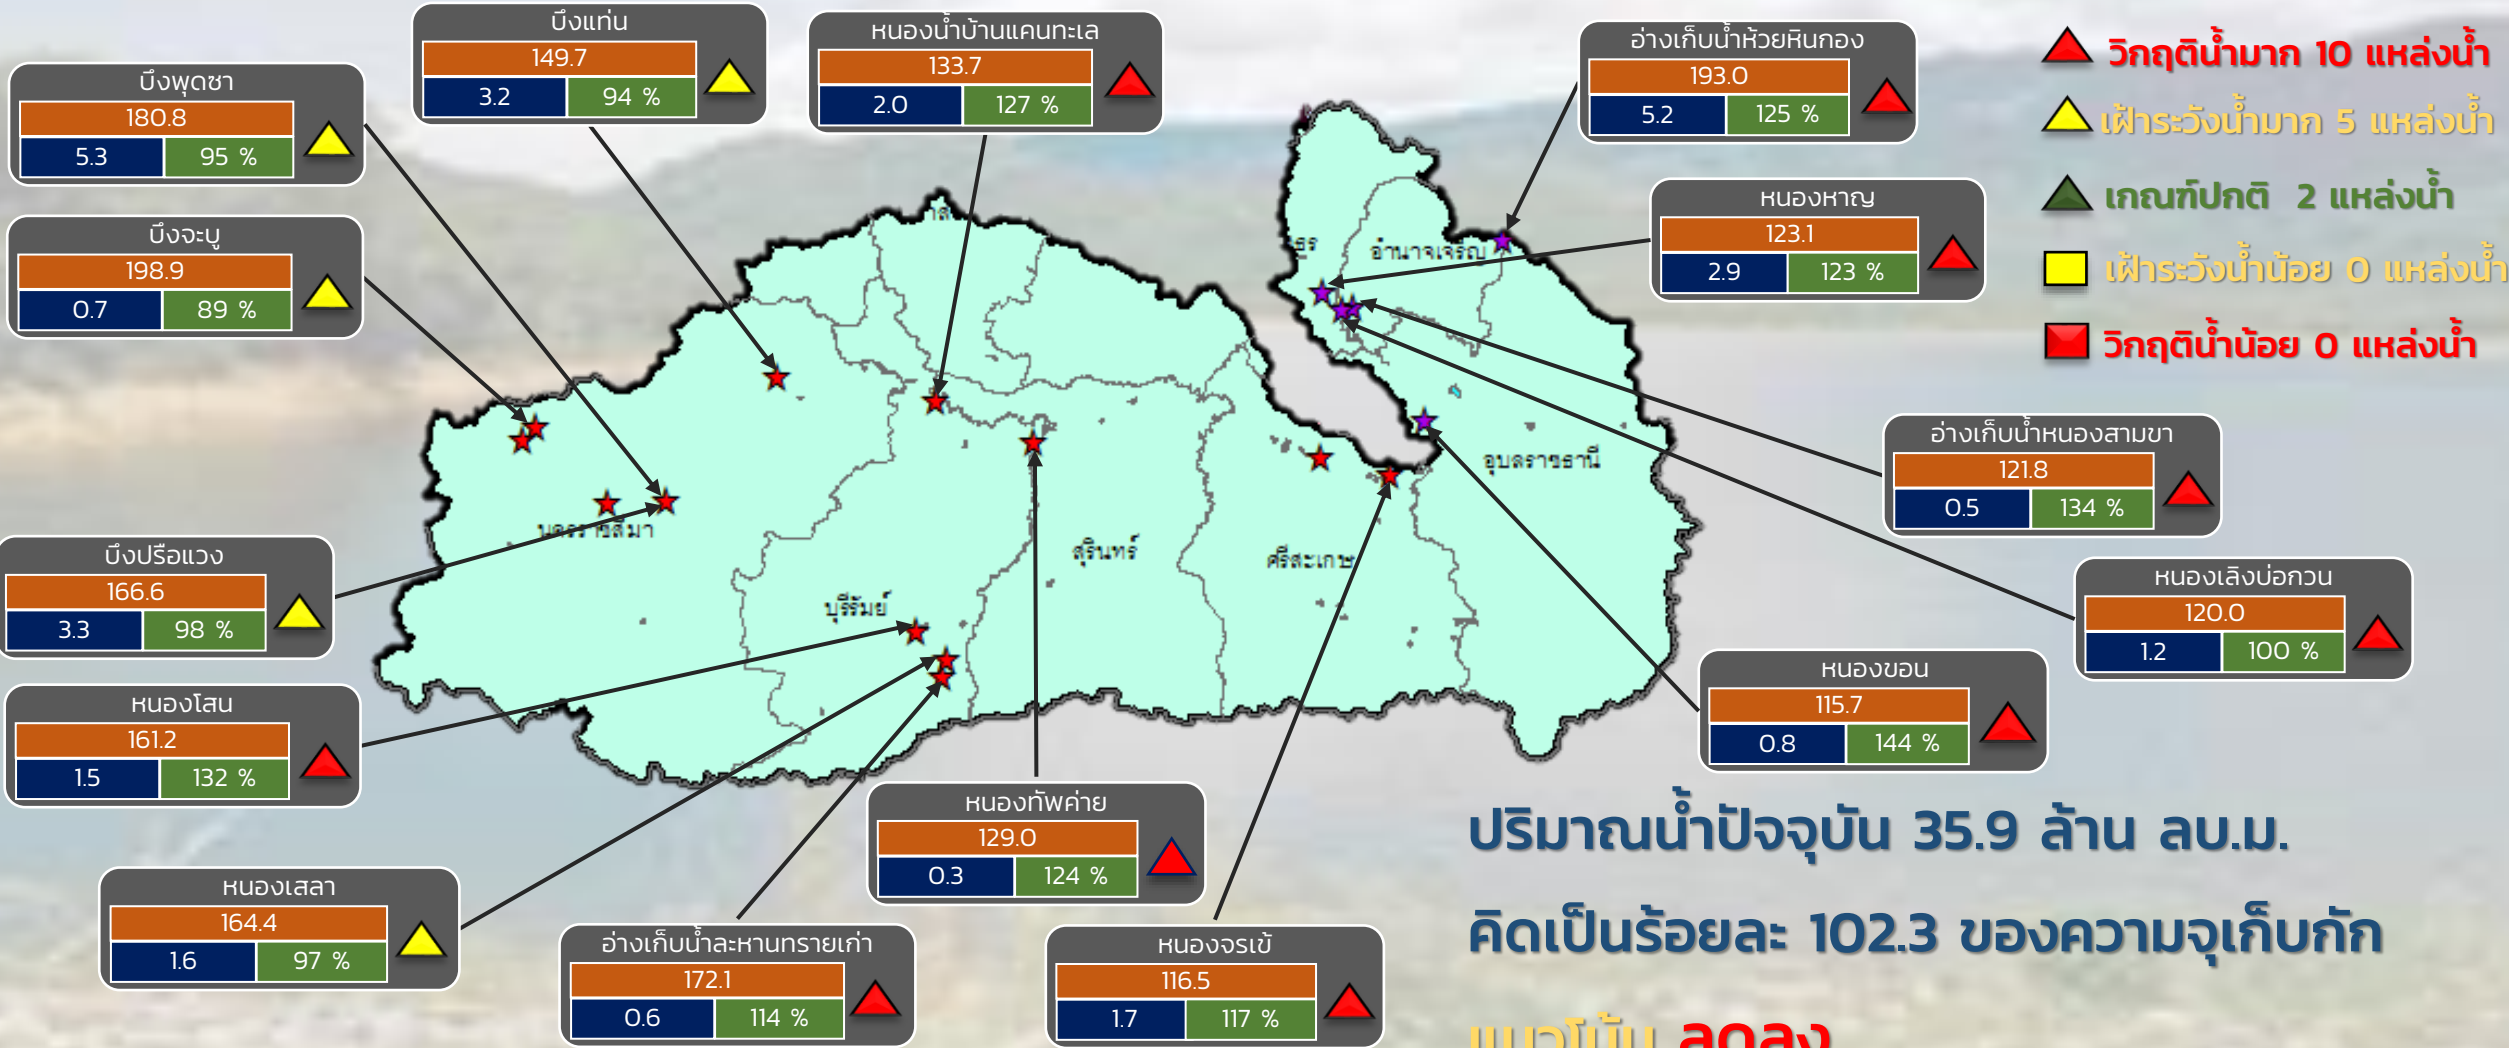 บึงแท่น
149.7
3.2 94 %
หนองน้ำบ้านแคนทะเล
133.7
2.0 127 %
อ่างเก็บน้ำห้วยหินกอง
193.0
5.2 125 %
วิกฤติน้ำมาก 10 แหล่งน้ำ
เฝ้าระวังน้ำมาก 5 แหล่งน้ำ
เกณฑ์ปกติ 2 แหล่งน้ำ
เฝ้าระวังน้ำน้อย 0 แหล่งน้ำ
วิกฤติน้ำน้อย 0 แหล่งน้ำ
บึงพุดซา
180.8
5.3 95 %
หนองหาญ
123.1
2.9 123 %
บึงจะบู
198.9
0.7 89 %
อำนาจเจริญ
อ่างเก็บน้ำหนองสามขา
121.8
0.5 134 %
อุบลราชธานี
นครราชสีมา
สุรินทร์
ศรีสะเกษ
บุรีรัมย์
บึงปรือแวง
166.6
3.3 98 %
หนองเลิงบ่อกวน
120.0
1.2 100 %
หนองขอน
115.7
0.8 144 %
หนองโสน
161.2
1.5 132 %
หนองทัพค่าย
129.0
0.3 124 %
หนองเสลา
164.4
1.6 97 %
อ่างเก็บน้ำละหานทรายเก่า
172.1
0.6 114 %
หนองจรเข้
116.5
1.7 117 %
ปริมาณน้ำปัจจุบัน 35.9 ล้าน ลบ.ม.
คิดเป็นร้อยละ 102.3 ของความจุเก็บกัก
แนวโน้ม ลดลง